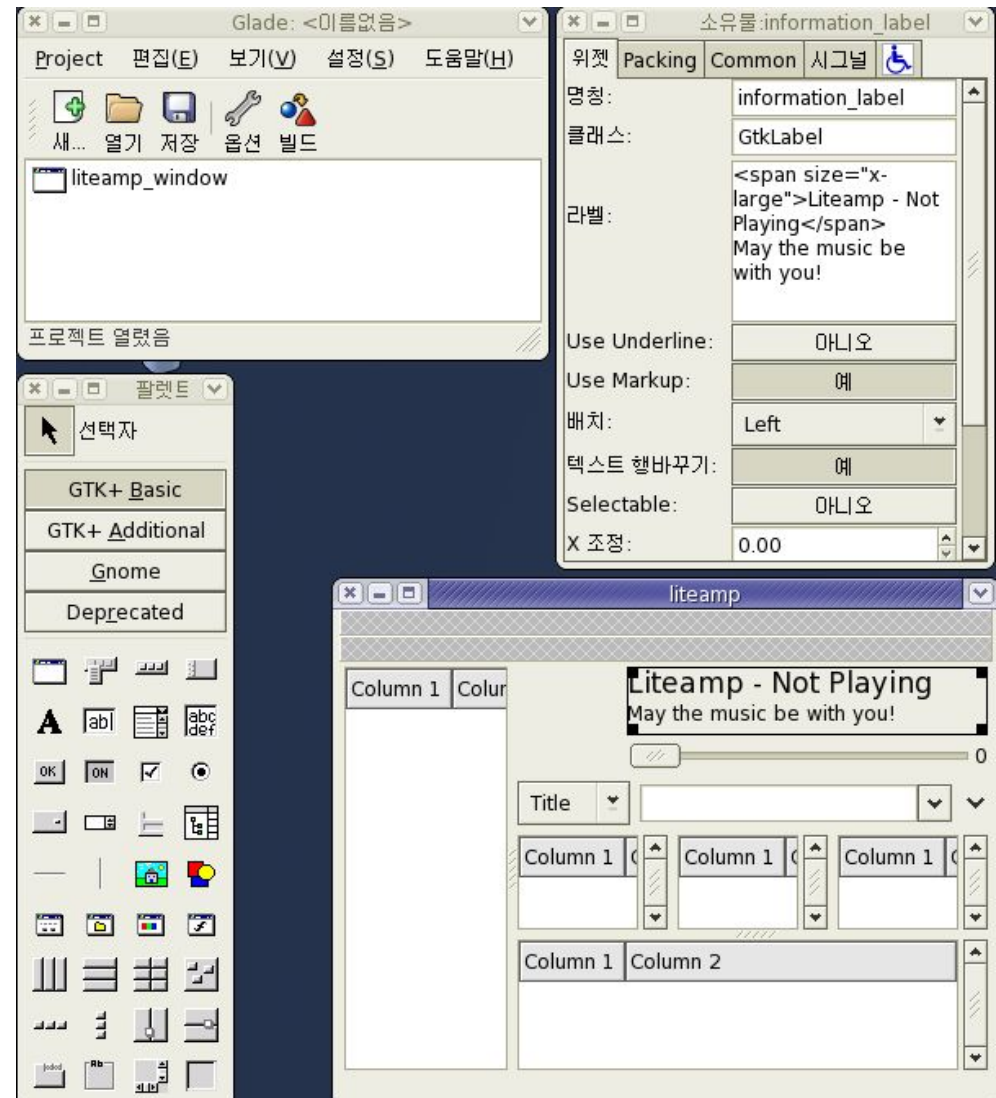 Glade: <이름없음>
Project 편집(E) 보기(V) 설정(S) 도움말(H)
새... 열기 저장 옵션 빌드
liteamp_window
프로젝트 열렸음
소유물:information_label
위젯 Packing Common 시그널
명칭: information_label
클래스: GtkLabel
라벨:
<span size="x-
large">Liteamp - Not
Playing</span>
May the music be
with you!
Use Underline: 아니오
Use Markup: 예
배치: Left
텍스트 행바꾸기: 예
Selectable: 아니오
X 조정: 0.00
팔렛트
선택자
GTK+ Basic
GTK+ Additional
Gnome
Deprecated
A ab| abc def
OK ON
liteamp
Column 1 Colur
Liteamp - Not Playing
May the music be with you!
0
Title
Column 1 Column 1 Column 1
Column 1 Column 2